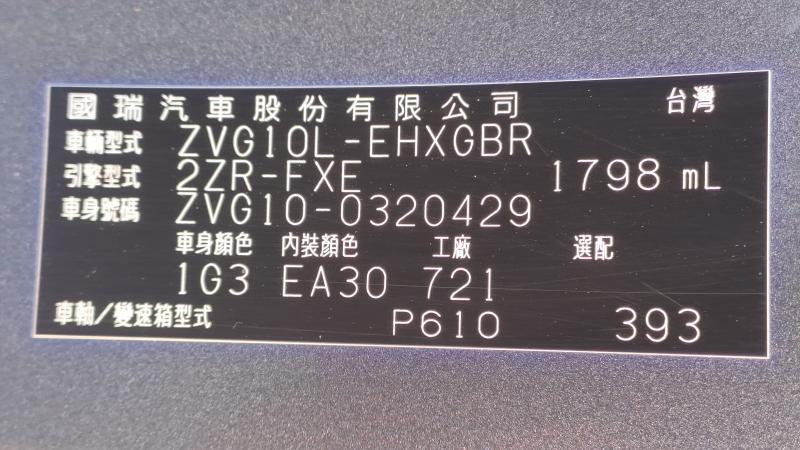 國瑞汽車股份有限公司 台灣
車輛型式 ZVG10L-EHXGBR
引擎型式 2ZR-FXE 1798 mL
車身號碼 ZVG10-0320429
車身顏色 內裝顏色 工廠 選配
1G3 EA30 721
車軸/變速箱型式 P610 393